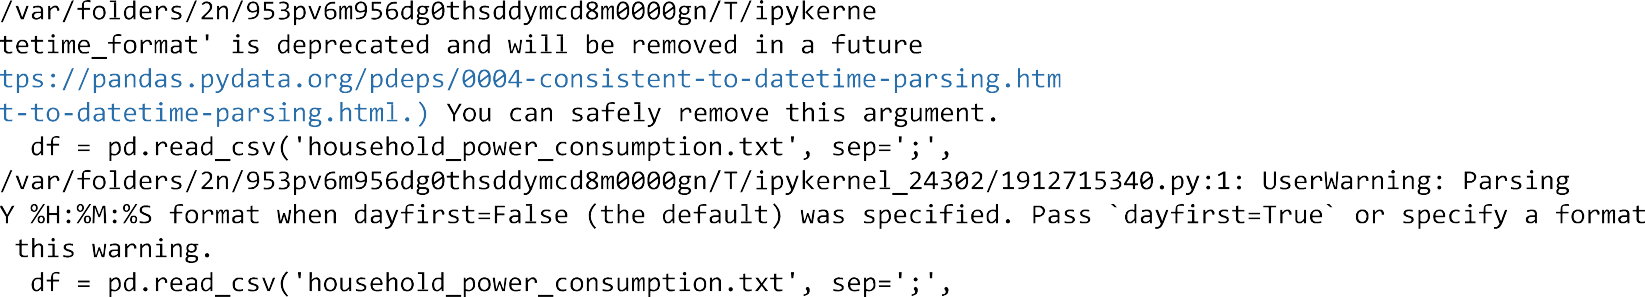 /var/folders/2n/953pv6m956dg0thsddymcd8m0000gn/T/ipykerne
tetime_format' is deprecated and will be removed in a future
tps://pandas.pydata.org/pdeps/0004-consistent-to-datetime-parsing.htm
t-to-datetime-parsing.html.) You can safely remove this argument.
  df = pd.read_csv('household_power_consumption.txt', sep=';',
/var/folders/2n/953pv6m956dg0thsddymcd8m0000gn/T/ipykernel_24302/1912715340.py:1: UserWarning: Parsing
Y %H:%M:%S format when dayfirst=False (the default) was specified. Pass `dayfirst=True` or specify a format
 this warning.
  df = pd.read_csv('household_power_consumption.txt', sep=';',